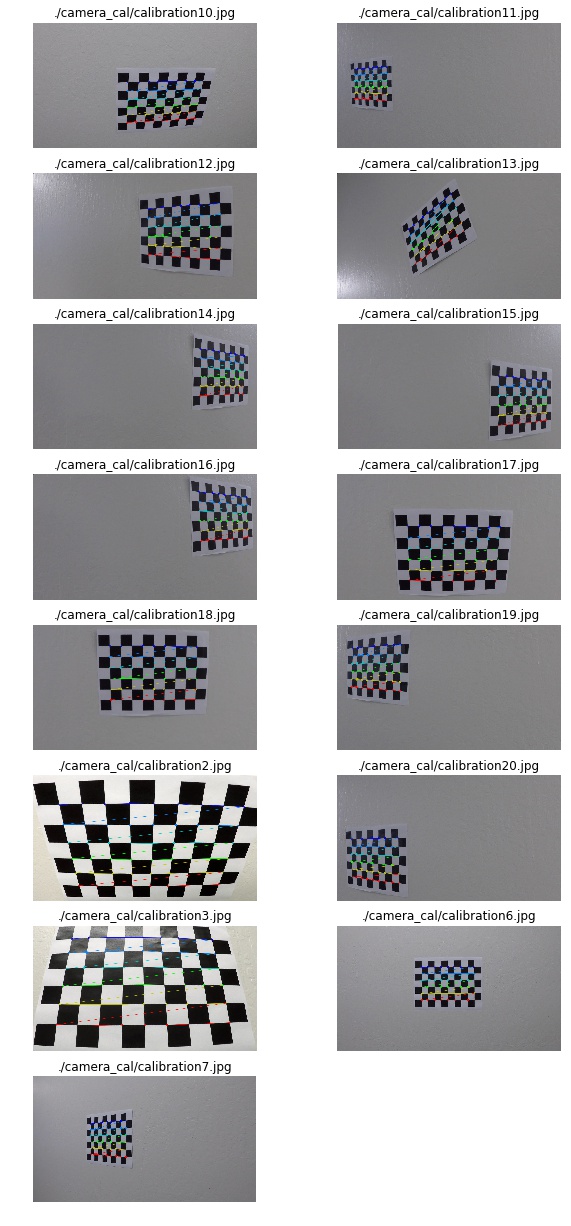 ./camera_cal/calibration10.jpg
./camera_cal/calibration11.jpg
./camera_cal/calibration12.jpg
./camera_cal/calibration13.jpg
./camera_cal/calibration14.jpg
./camera_cal/calibration15.jpg
./camera_cal/calibration16.jpg
./camera_cal/calibration17.jpg
./camera_cal/calibration18.jpg
./camera_cal/calibration19.jpg
./camera_cal/calibration2.jpg
./camera_cal/calibration20.jpg
./camera_cal/calibration3.jpg
./camera_cal/calibration6.jpg
./camera_cal/calibration7.jpg